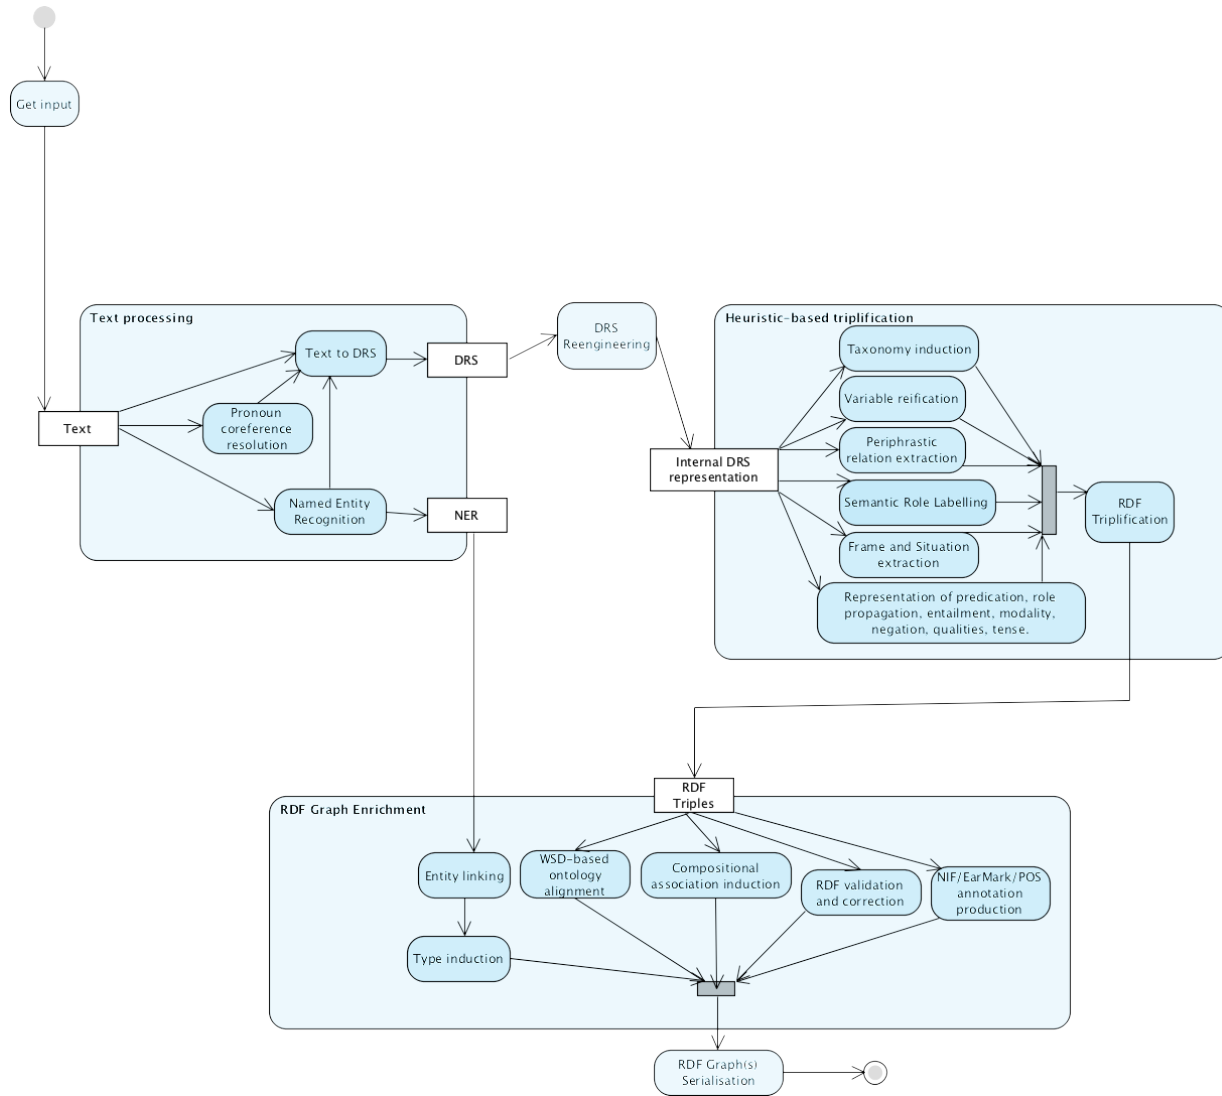 Get input
Text processing
Text to DRS
DRS
Text
Pronoun
coreference
resolution
Named Entity
Recognition
NER
DRS
Reengineering
Heuristic-based triplification
Taxonomy induction
Variable reification
Periphrastic
relation extraction
Internal DRS
representation
Semantic Role Labelling
RDF
Triplification
Frame and Situation
extraction
Representation of predication, role
propagation, entailment, modality,
negation, qualities, tense.
RDF
Triples
RDF Graph Enrichment
Entity linking
WSD-based
ontology
alignment
Compositional
association induction
RDF validation
and correction
NIF/EarMark/POS
annotation
production
Type induction
RDF Graph(s)
Serialisation